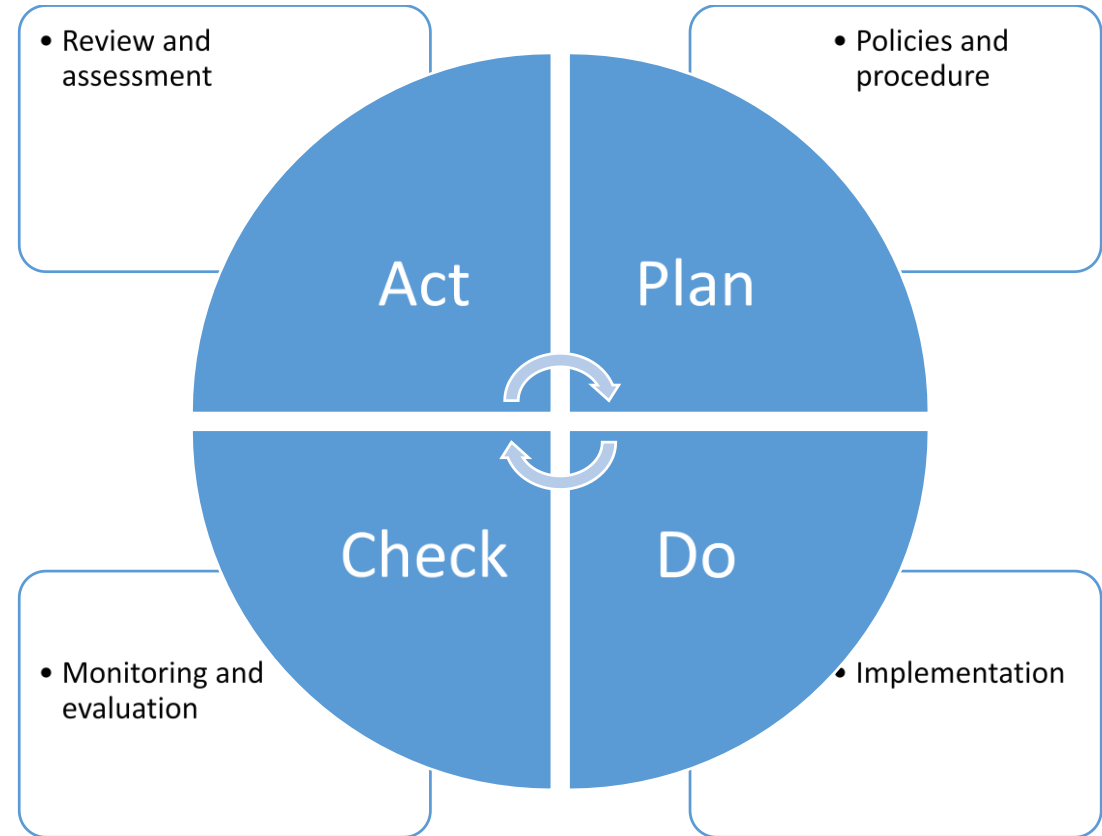 • Review and
assessment
• Policies and
procedure
Act
Plan
Check
Do
• Monitoring and
evaluation
• Implementation